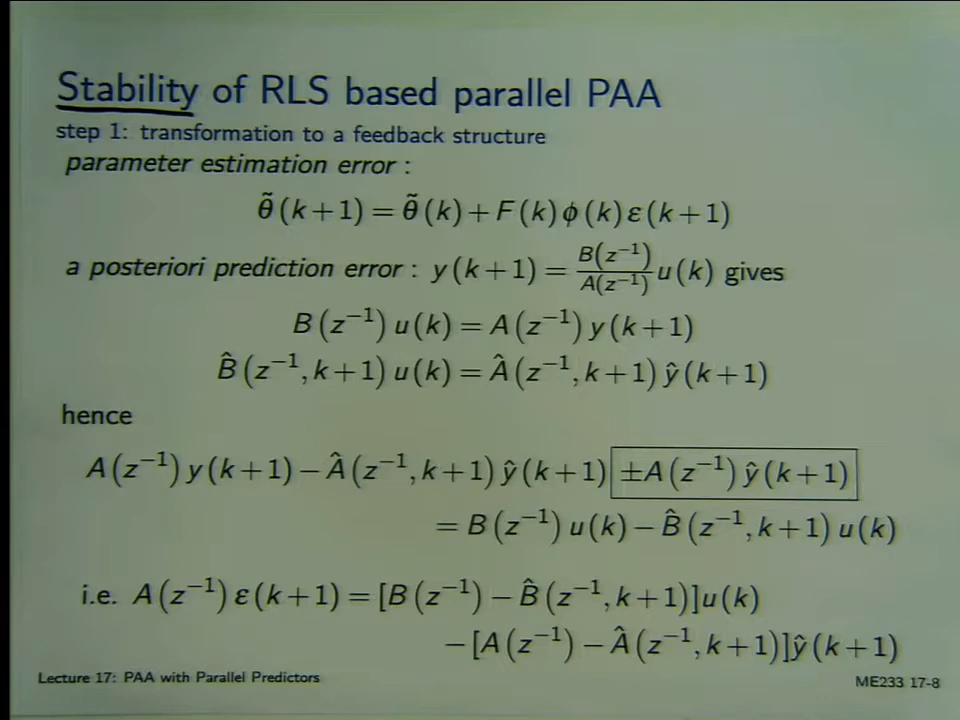 Stability of RLS based parallel PAA
step 1: transformation to a feedback structure
parameter estimation error :
θ̃(k+1) = θ̃(k) + F(k)ϕ(k)ε(k+1)
a posteriori prediction error : y(k+1) = B(z⁻¹)/A(z⁻¹) u(k) gives
B(z⁻¹) u(k) = A(z⁻¹) y(k+1)
B̂(z⁻¹, k+1) u(k) = Â(z⁻¹, k+1) ŷ(k+1)
hence
A(z⁻¹) y(k+1) − Â(z⁻¹, k+1) ŷ(k+1) ±A(z⁻¹) ŷ(k+1)
= B(z⁻¹) u(k) − B̂(z⁻¹, k+1) u(k)
i.e. A(z⁻¹) ε(k+1) = [B(z⁻¹) − B̂(z⁻¹, k+1)]u(k)
−[A(z⁻¹) − Â(z⁻¹, k+1)]ŷ(k+1)
Lecture 17: PAA with Parallel Predictors
ME233 17-8